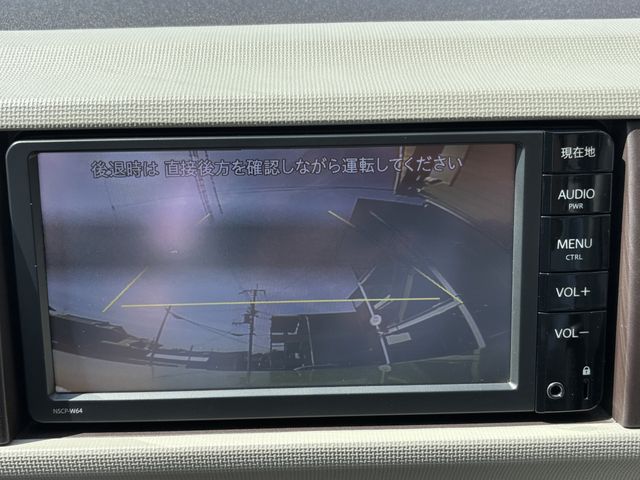 後退時は 直接後方を確認しながら運転してください
現在地
AUDIO
PWR
MENU
CTRL
VOL+
VOL−
NSCP-W64